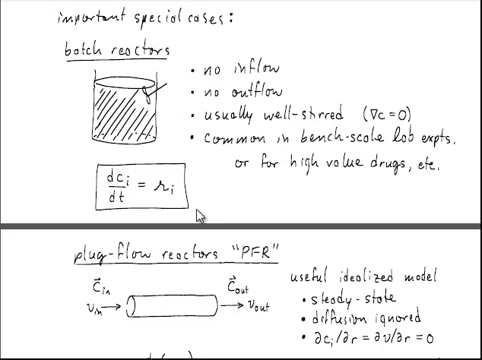 important special cases:
batch reactors
• no inflow
• no outflow
• usually well-stirred (∇c=0)
• common in bench-scale lab expts.
or for high value drugs, etc.
dcᵢ/dt = rᵢ
plug-flow reactors "PFR"
C⃗in C⃗out
νin νout
useful idealized model
• steady-state
• diffusion ignored
• ∂cᵢ/∂r = ∂v/∂r = 0